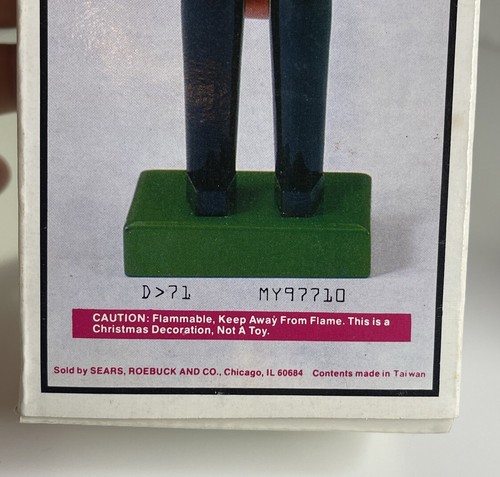 D>71 MY97710
CAUTION: Flammable, Keep Away From Flame. This is a
Christmas Decoration, Not A Toy.
Sold by SEARS, ROEBUCK AND CO., Chicago, IL 60684 Contents made in Taiwan